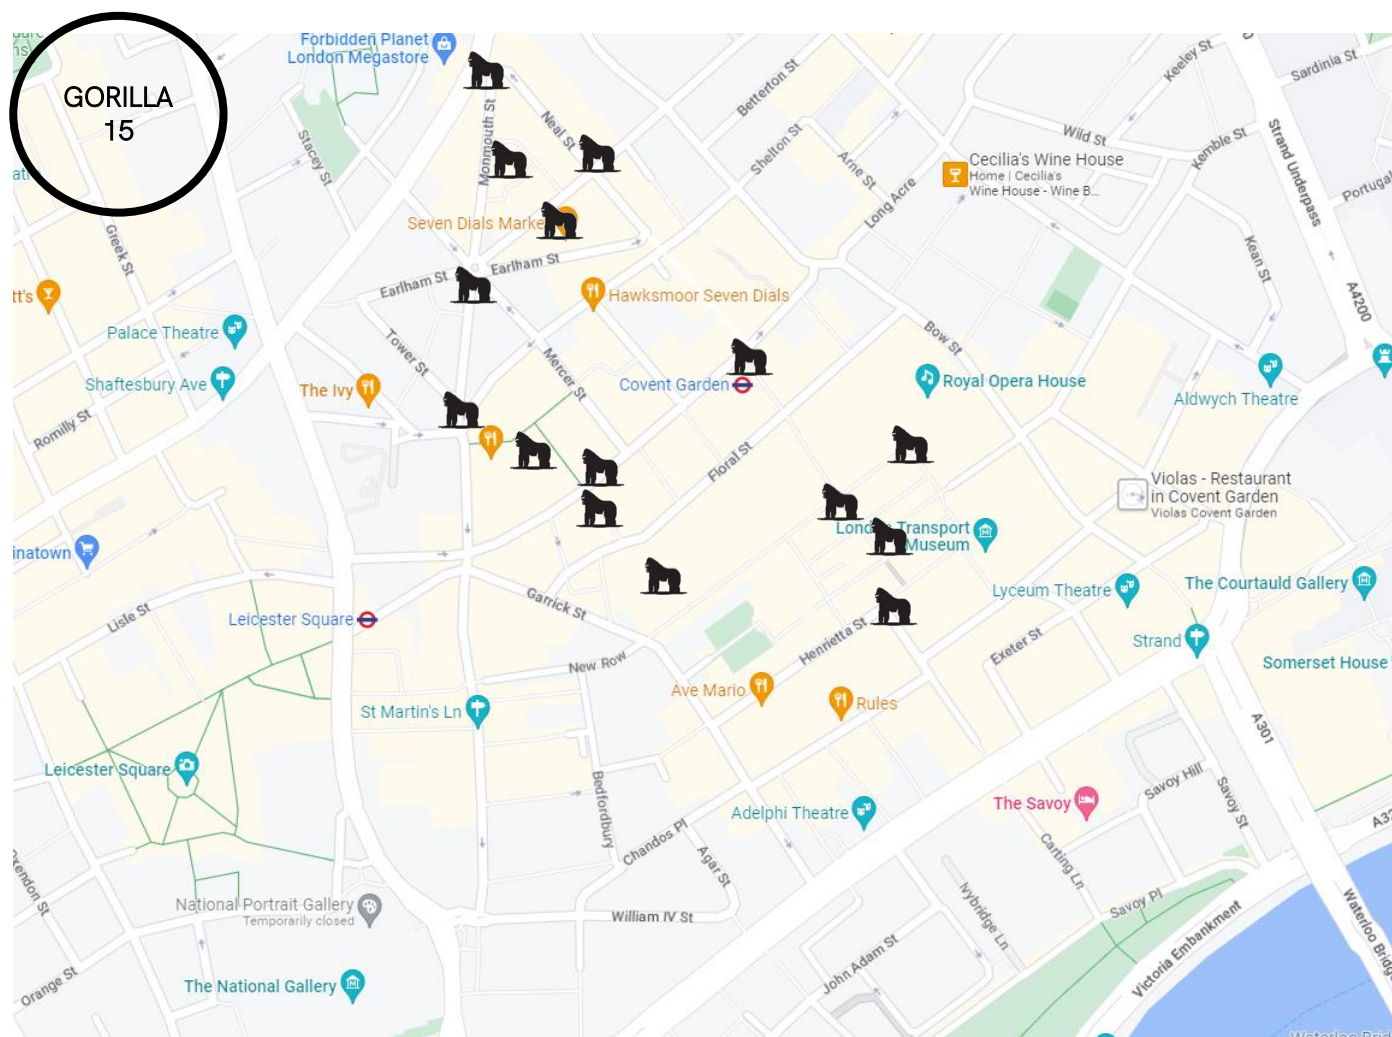 GORILLA
15
Forbidden Planet
London Megastore
Monmouth St
Neal St
Betterton St
Shelton St
Arne St
Long Acre
Keeley St
Sardinia St
Wild St
Kemble St
Strand Underpass
Cecilia's Wine House
Home | Cecilia's
Wine House - Wine B...
Stacey St
Greek St
Seven Dials Marke
Earlham St
Earlham St
Kean St
A4200
tt's
Hawksmoor Seven Dials
Palace Theatre
Tower St
Mercer St
Bow St
Shaftesbury Ave
The Ivy
Covent Garden
Royal Opera House
Aldwych Theatre
Romilly St
Floral St
Violas - Restaurant
in Covent Garden
Violas Covent Garden
Transport
Museum
inatown
Lisle St
Garrick St
Lyceum Theatre
The Courtauld Gallery
Leicester Square
Henrietta St
Exeter St
Strand
Somerset House
New Row
Ave Mario
Rules
St Martin's Ln
A301
Leicester Square
Bedfordbury
Adelphi Theatre
The Savoy
Savoy Hill
Savoy St
Chandos Pl
Agar St
Carting Ln
National Portrait Gallery
Temporarily closed
William IV St
Ivybridge Ln
Savoy Pl
Victoria Embankment
John Adam St
Orange St
The National Gallery